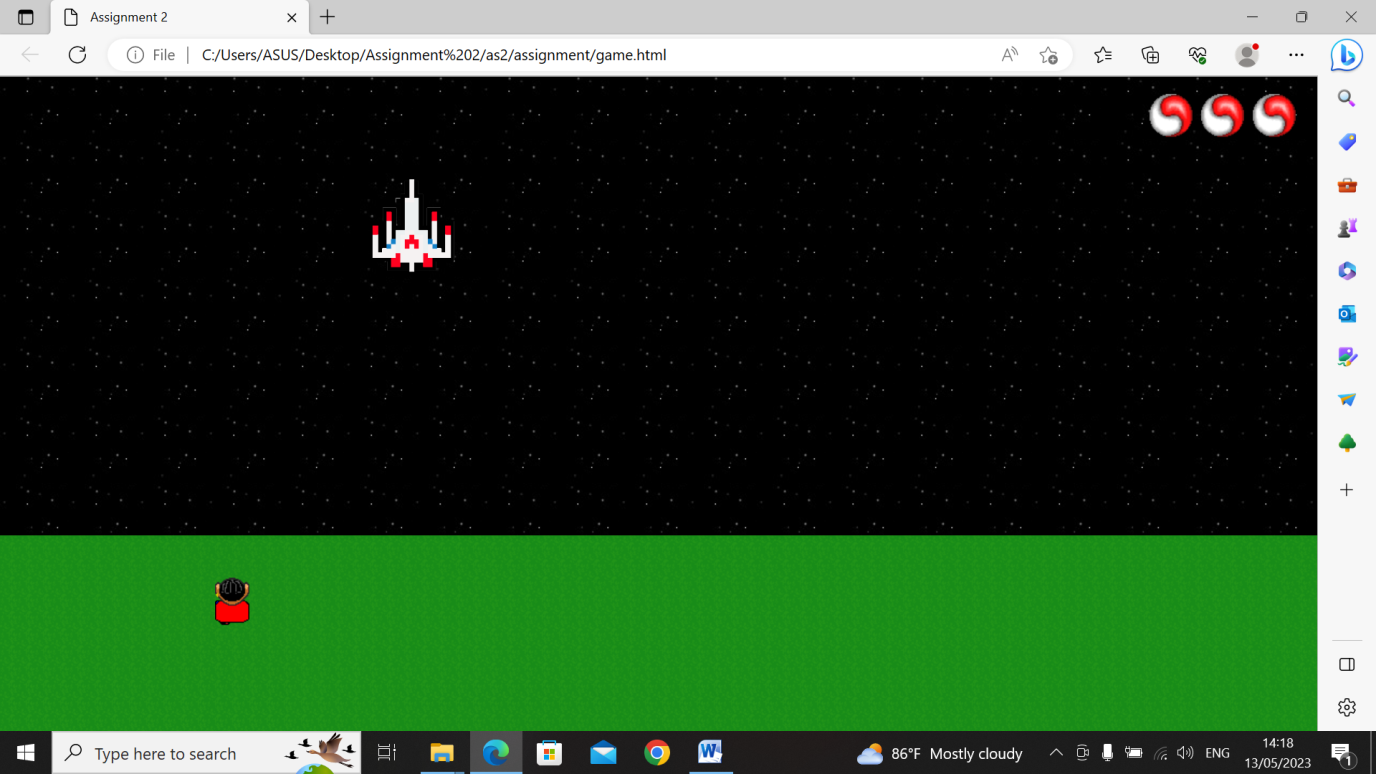 Assignment 2
File
C:/Users/ASUS/Desktop/Assignment%202/as2/assignment/game.html
Type here to search
86°F Mostly cloudy
ENG
14:18
13/05/2023
1